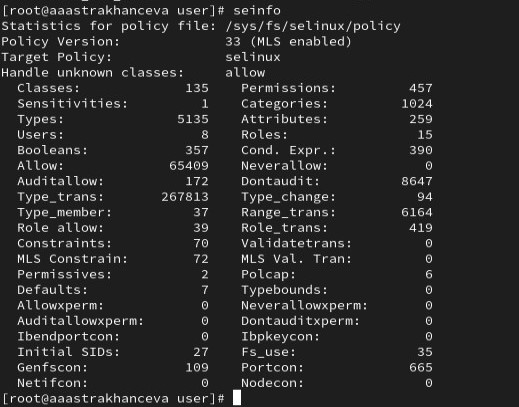 [root@aaastrakhanceva user]# seinfo
Statistics for policy file: /sys/fs/selinux/policy
Policy Version: 33 (MLS enabled)
Target Policy: selinux
Handle unknown classes: allow
Classes: 135 Permissions: 457
Sensitivities: 1 Categories: 1024
Types: 5135 Attributes: 259
Users: 8 Roles: 15
Booleans: 357 Cond. Expr.: 390
Allow: 65409 Neverallow: 0
Auditallow: 172 Dontaudit: 8647
Type_trans: 267813 Type_change: 94
Type_member: 37 Range_trans: 6164
Role allow: 39 Role_trans: 419
Constraints: 70 Validatetrans: 0
MLS Constrain: 72 MLS Val. Tran: 0
Permissives: 2 Polcap: 6
Defaults: 7 Typebounds: 0
Allowxperm: 0 Neverallowxperm: 0
Auditallowxperm: 0 Dontauditxperm: 0
Ibendportcon: 0 Ibpkeycon: 0
Initial SIDs: 27 Fs_use: 35
Genfscon: 109 Portcon: 665
Netifcon: 0 Nodecon: 0
[root@aaastrakhanceva user]#